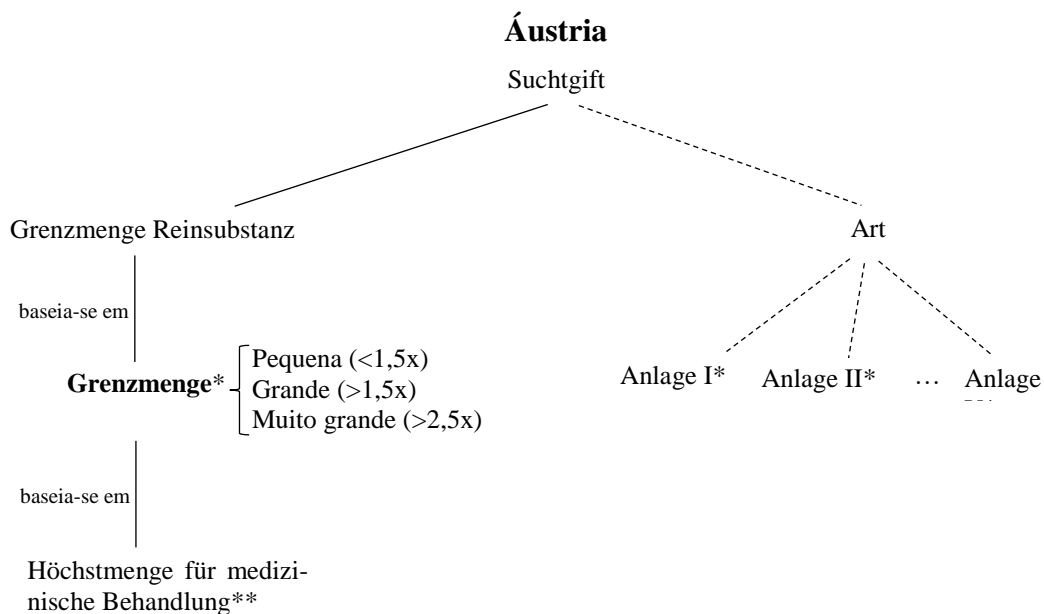 Áustria
Suchtgift
Grenzmenge Reinsubstanz
Art
baseia-se em
Grenzmenge*
Pequena (<1,5x)
Grande (>1,5x)
Muito grande (>2,5x)
Anlage I*
Anlage II*
…
Anlage
baseia-se em
Höchstmenge für medizi-
nische Behandlung**